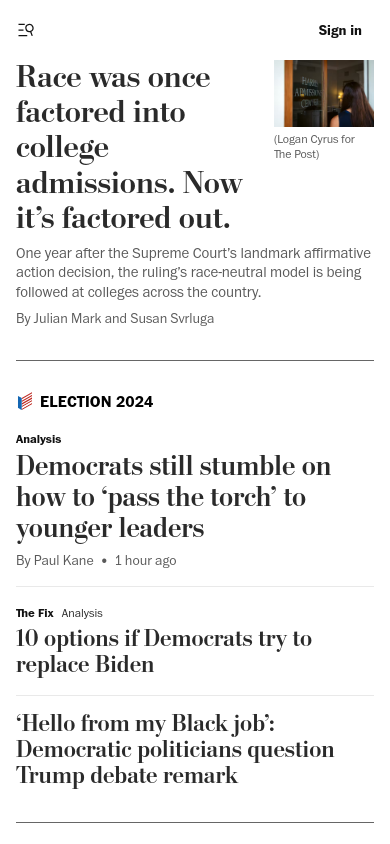 Sign in
Race was once
factored into
college
admissions. Now
it’s factored out.
(Logan Cyrus for
The Post)
One year after the Supreme Court’s landmark affirmative
action decision, the ruling’s race-neutral model is being
followed at colleges across the country.
By Julian Mark and Susan Svrluga
ELECTION 2024
Analysis
Democrats still stumble on
how to ‘pass the torch’ to
younger leaders
By Paul Kane • 1 hour ago
The Fix Analysis
10 options if Democrats try to
replace Biden
‘Hello from my Black job’:
Democratic politicians question
Trump debate remark